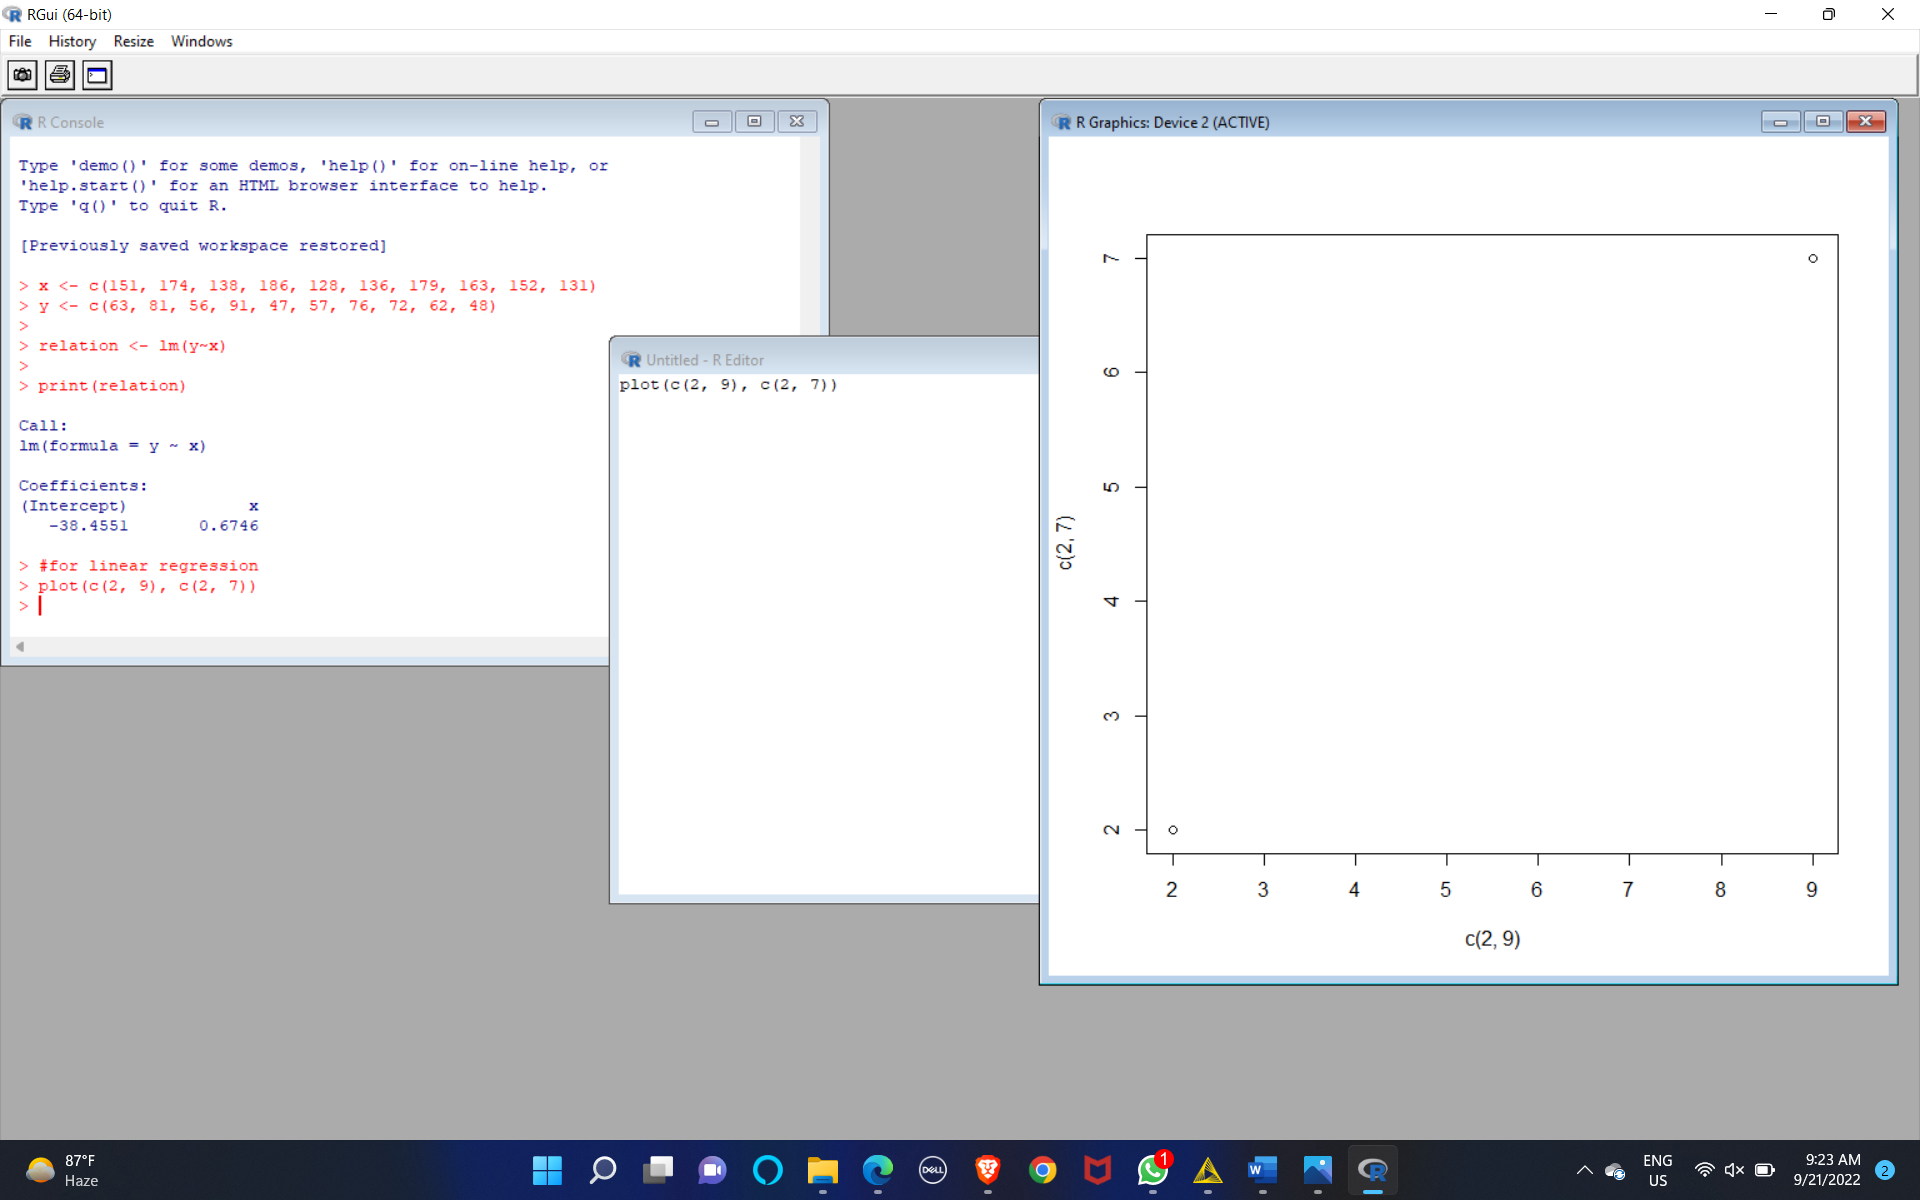 RGui (64-bit)
File History Resize Windows
R Console
Type 'demo()' for some demos, 'help()' for on-line help, or
'help.start()' for an HTML browser interface to help.
Type 'q()' to quit R.
[Previously saved workspace restored]
> x <- c(151, 174, 138, 186, 128, 136, 179, 163, 152, 131)
> y <- c(63, 81, 56, 91, 47, 57, 76, 72, 62, 48)
>
> relation <- lm(y~x)
>
> print(relation)
Call:
lm(formula = y ~ x)
Coefficients:
(Intercept) x
-38.4551 0.6746
> #for linear regression
> plot(c(2, 9), c(2, 7))
>
Untitled - R Editor
plot(c(2, 9), c(2, 7))
R Graphics: Device 2 (ACTIVE)
7
6
5
4
3
2
c(2, 7)
2 3 4 5 6 7 8 9
c(2, 9)
87°F
Haze
DELL
1
ENG
US
9:23 AM
9/21/2022
2